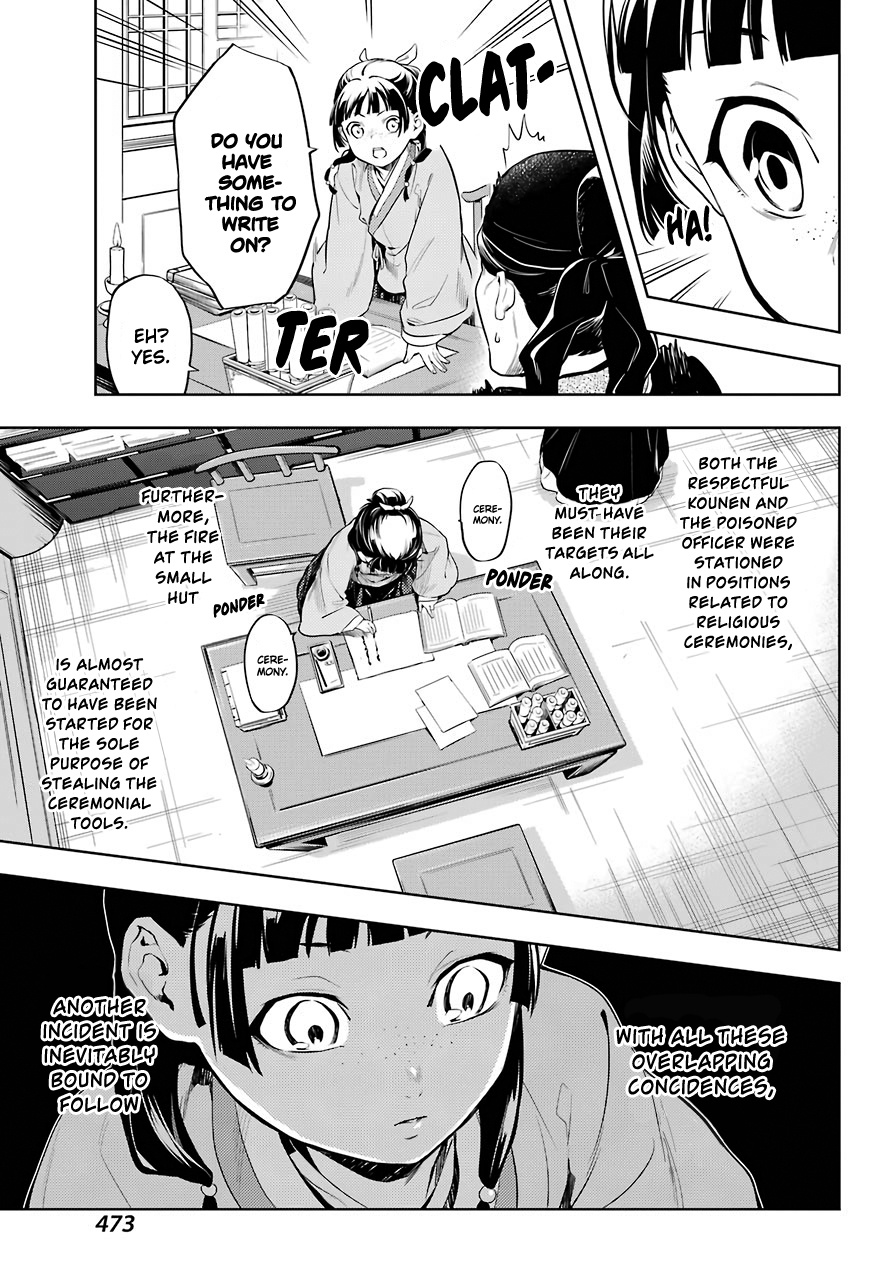 HA!
CLAT-
TER
DO YOU
HAVE
SOME-
THING TO
WRITE
ON?
EH?
YES.
BOTH THE
RESPECTFUL
KOUNEN AND
THE POISONED
OFFICER WERE
STATIONED
IN POSITIONS
RELATED TO
RELIGIOUS
CEREMONIES,
THEY
MUST HAVE
BEEN THEIR
TARGETS ALL
ALONG.
CERE-
MONY.
PONDER
FURTHER-
MORE,
THE FIRE
AT THE
SMALL
HUT
PONDER
CERE-
MONY.
IS ALMOST
GUARANTEED
TO HAVE BEEN
STARTED FOR
THE SOLE
PURPOSE OF
STEALING THE
CEREMONIAL
TOOLS.
WITH ALL THESE
OVERLAPPING
CONCIDENCES,
ANOTHER
INCIDENT IS
INEVITABLY
BOUND TO
FOLLOW
473